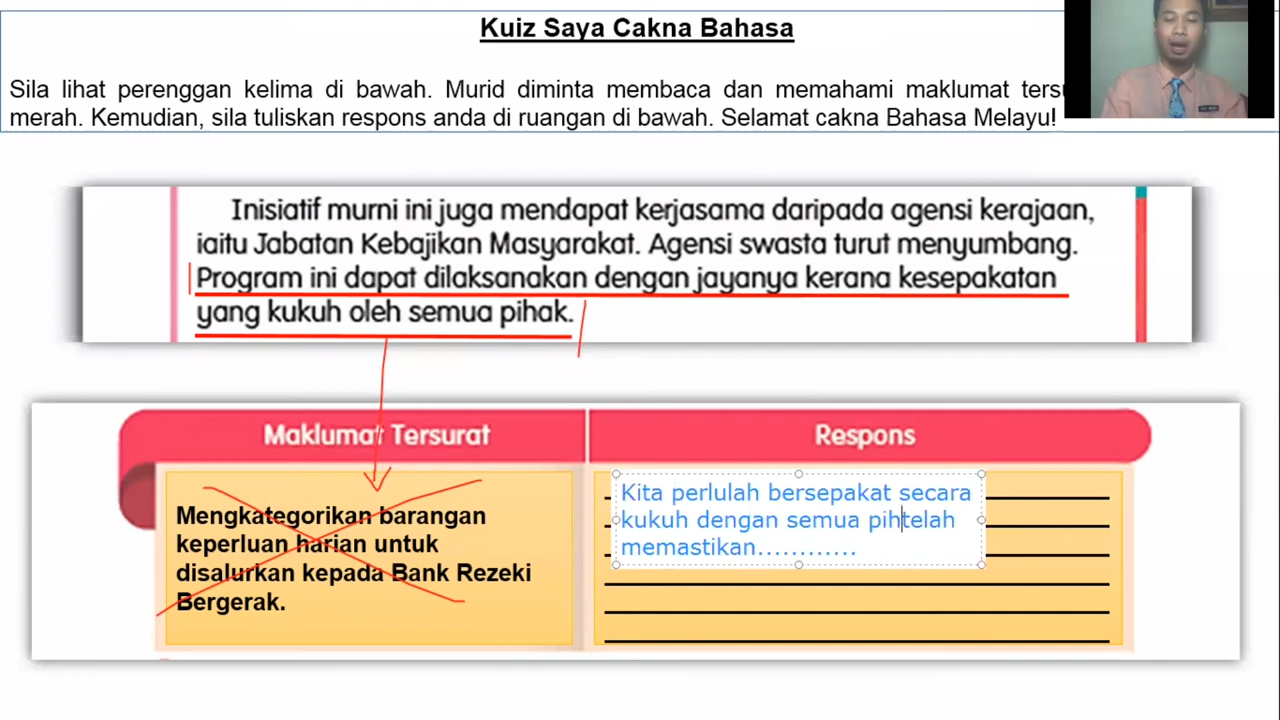 Kuiz Saya Cakna Bahasa
Sila lihat perenggan kelima di bawah. Murid diminta membaca dan memahami maklumat
merah. Kemudian, sila tuliskan respons anda di ruangan di bawah. Selamat cakna Bahasa Melayu!
Inisiatif murni ini juga mendapat kerjasama daripada agensi kerajaan,
iaitu Jabatan Kebajikan Masyarakat. Agensi swasta turut menyumbang.
Program ini dapat dilaksanakan dengan jayanya kerana kesepakatan
yang kukuh oleh semua pihak.
Maklumat Tersurat
Respons
Mengkategorikan barangan
keperluan harian untuk
disalurkan kepada Bank Rezeki
Bergerak.
Kita perlulah bersepakat secara
kukuh dengan semua pihtelah
memastikan............